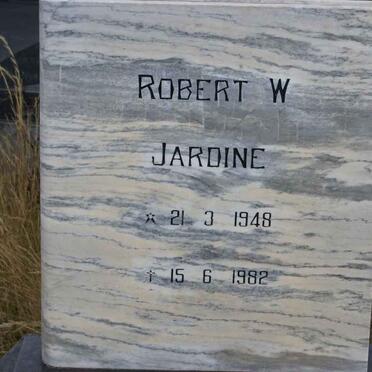 ROBERT W
JARDINE
* 21 3 1948
† 15 6 1982